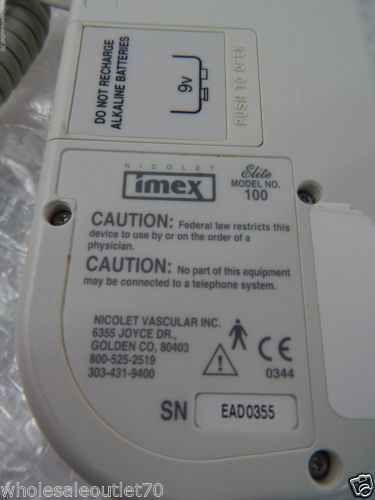 DO NOT RECHARGE
ALKALINE BATTERIES
9v
PUSH TO OPEN
NICOLET
imex
Elite
MODEL NO.
100
CAUTION: Federal law restricts this
device to use by or on the order of a
physician.
CAUTION: No part of this equipment
may be connected to a telephone system.
NICOLET VASCULAR INC.
6355 JOYCE DR.,
GOLDEN CO, 80403
800-525-2519
303-431-9400
CE
0344
SN EAD0355
wholesaleoutlet70